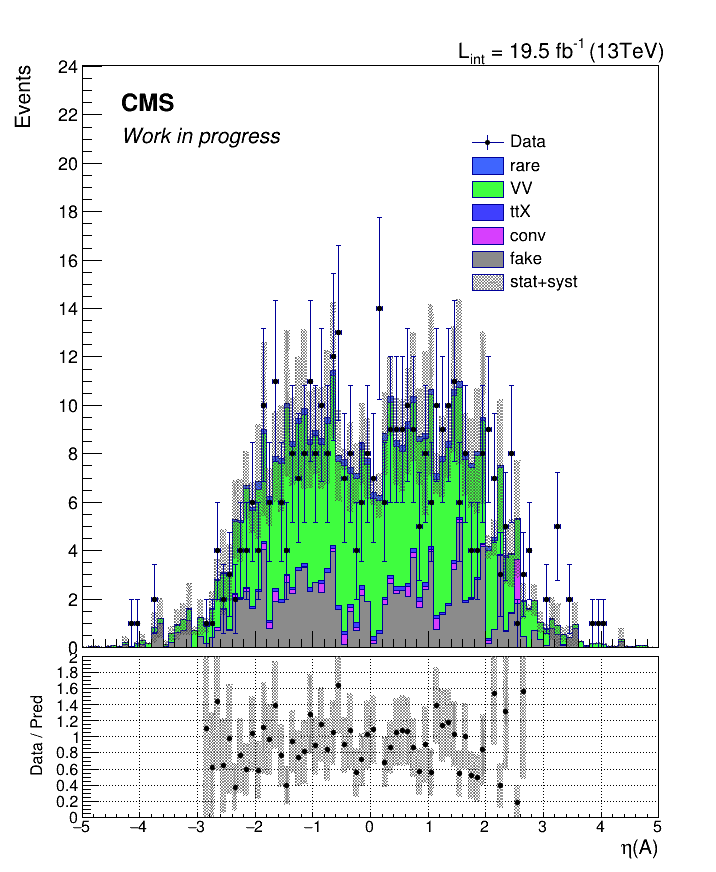 L_int = 19.5 fb^-1 (13TeV)
Events
24
22
20
18
16
14
12
10
8
6
4
2
0
CMS
Work in progress
Data
rare
VV
ttX
conv
fake
stat+syst
Data / Pred
2
1.8
1.6
1.4
1.2
1
0.8
0.6
0.4
0.2
0
−5 −4 −3 −2 −1 0 1 2 3 4 5
η(A)